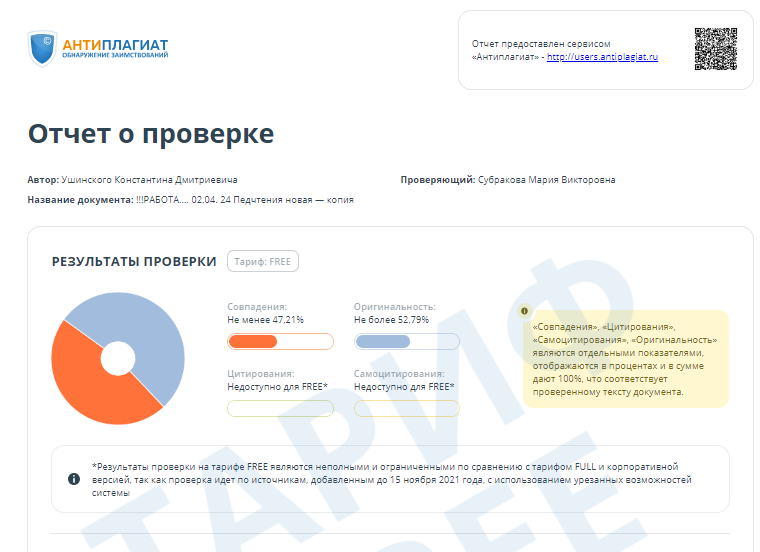 АНТИПЛАГИАТ
ОБНАРУЖЕНИЕ ЗАИМСТВОВАНИЙ
Отчет предоставлен сервисом
«Антиплагиат» - http://users.antiplagiat.ru
Отчет о проверке
Автор: Ушинского Константина Дмитриевича
Проверяющий: Субракова Мария Викторовна
Название документа: !!!РАБОТА.... 02.04. 24 Педчтения новая — копия
РЕЗУЛЬТАТЫ ПРОВЕРКИ
Тариф: FREE
Совпадения:
Не менее 47,21%
Оригинальность:
Не более 52,79%
Цитирования:
Недоступно для FREE*
Самоцитирования:
Недоступно для FREE*
«Совпадения», «Цитирования»,
«Самоцитирования», «Оригинальность»
являются отдельными показателями,
отображаются в процентах и в сумме
дают 100%, что соответствует
проверенному тексту документа.
*Результаты проверки на тарифе FREE являются неполными и ограниченными по сравнению с тарифом FULL и корпоративной
версией, так как проверка идет по источникам, добавленным до 15 ноября 2021 года, с использованием урезанных возможностей
системы
ТАРИФ
FREE